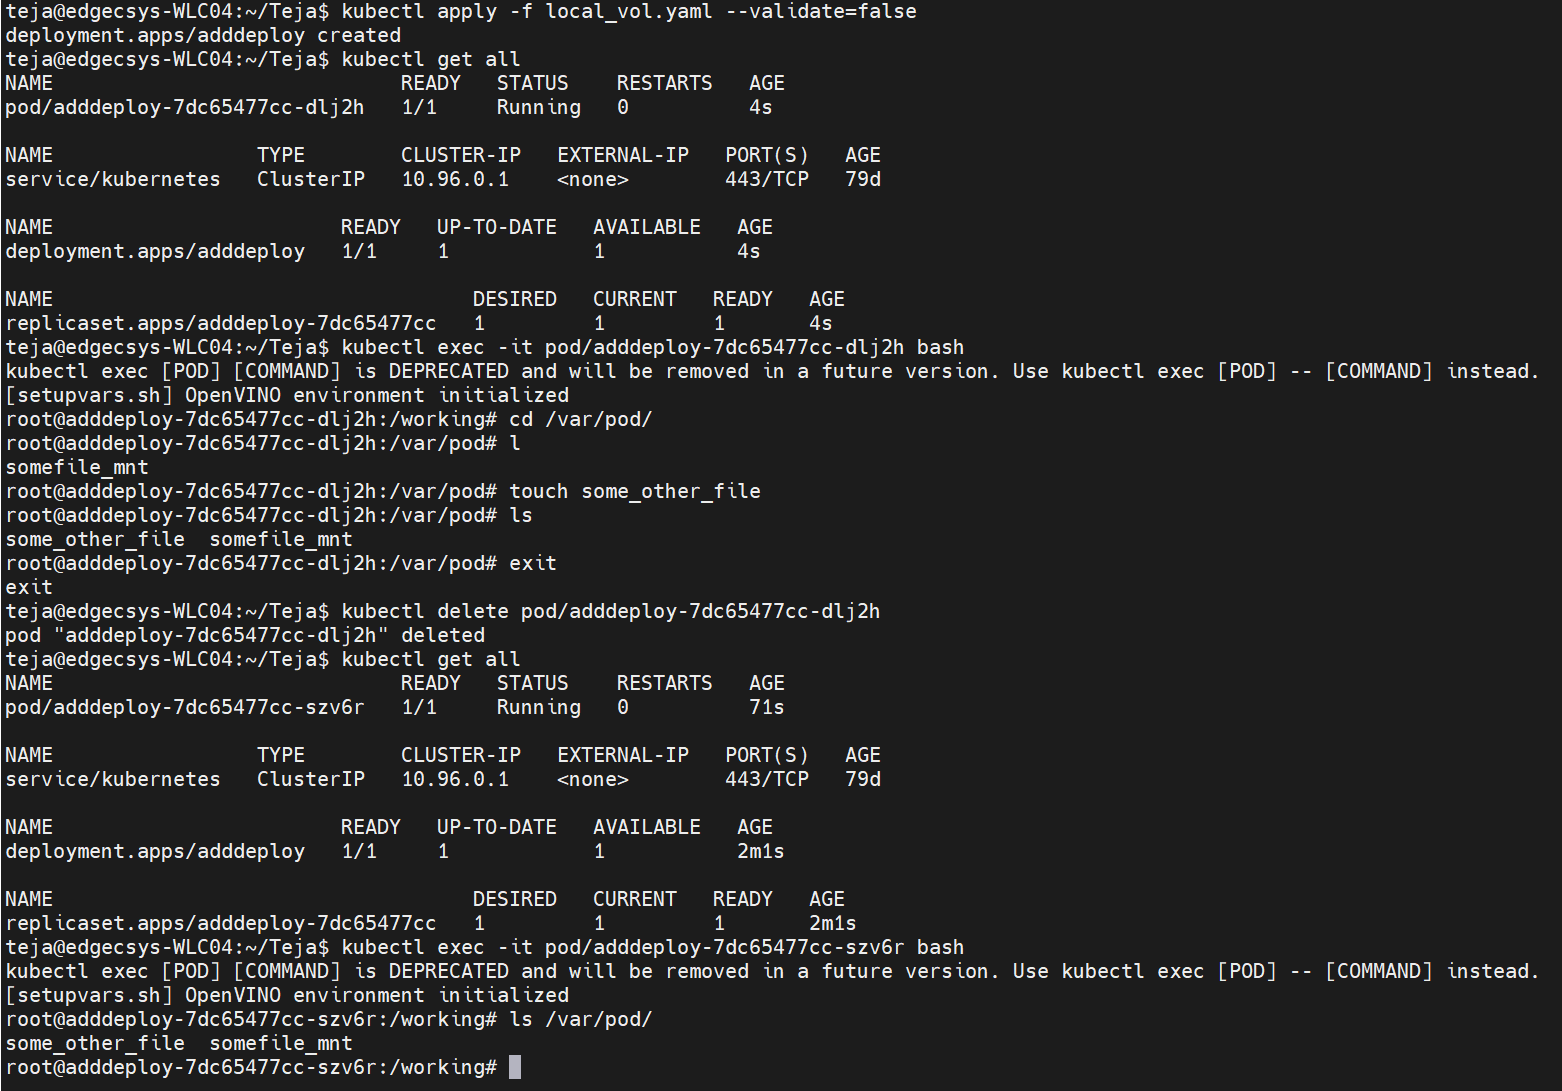 teja@edgecsys-WLC04:~/Teja$ kubectl apply -f local_vol.yaml --validate=false
deployment.apps/adddeploy created
teja@edgecsys-WLC04:~/Teja$ kubectl get all
NAME                             READY   STATUS    RESTARTS   AGE
pod/adddeploy-7dc65477cc-dlj2h   1/1     Running   0          4s

NAME                 TYPE        CLUSTER-IP   EXTERNAL-IP   PORT(S)   AGE
service/kubernetes   ClusterIP   10.96.0.1    <none>        443/TCP   79d

NAME                        READY   UP-TO-DATE   AVAILABLE   AGE
deployment.apps/adddeploy   1/1     1            1           4s

NAME                                   DESIRED   CURRENT   READY   AGE
replicaset.apps/adddeploy-7dc65477cc   1         1         1       4s
teja@edgecsys-WLC04:~/Teja$ kubectl exec -it pod/adddeploy-7dc65477cc-dlj2h bash
kubectl exec [POD] [COMMAND] is DEPRECATED and will be removed in a future version. Use kubectl exec [POD] -- [COMMAND] instead.
[setupvars.sh] OpenVINO environment initialized
root@adddeploy-7dc65477cc-dlj2h:/working# cd /var/pod/
root@adddeploy-7dc65477cc-dlj2h:/var/pod# l
somefile_mnt
root@adddeploy-7dc65477cc-dlj2h:/var/pod# touch some_other_file
root@adddeploy-7dc65477cc-dlj2h:/var/pod# ls
some_other_file  somefile_mnt
root@adddeploy-7dc65477cc-dlj2h:/var/pod# exit
exit
teja@edgecsys-WLC04:~/Teja$ kubectl delete pod/adddeploy-7dc65477cc-dlj2h
pod "adddeploy-7dc65477cc-dlj2h" deleted
teja@edgecsys-WLC04:~/Teja$ kubectl get all
NAME                             READY   STATUS    RESTARTS   AGE
pod/adddeploy-7dc65477cc-szv6r   1/1     Running   0          71s

NAME                 TYPE        CLUSTER-IP   EXTERNAL-IP   PORT(S)   AGE
service/kubernetes   ClusterIP   10.96.0.1    <none>        443/TCP   79d

NAME                        READY   UP-TO-DATE   AVAILABLE   AGE
deployment.apps/adddeploy   1/1     1            1           2m1s

NAME                                   DESIRED   CURRENT   READY   AGE
replicaset.apps/adddeploy-7dc65477cc   1         1         1       2m1s
teja@edgecsys-WLC04:~/Teja$ kubectl exec -it pod/adddeploy-7dc65477cc-szv6r bash
kubectl exec [POD] [COMMAND] is DEPRECATED and will be removed in a future version. Use kubectl exec [POD] -- [COMMAND] instead.
[setupvars.sh] OpenVINO environment initialized
root@adddeploy-7dc65477cc-szv6r:/working# ls /var/pod/
some_other_file  somefile_mnt
root@adddeploy-7dc65477cc-szv6r:/working#